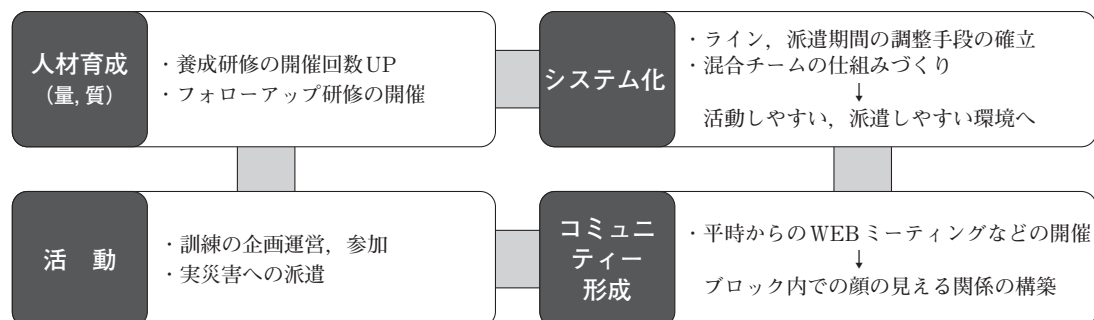 人材育成
（量, 質）
・養成研修の開催回数UP
・フォローアップ研修の開催
システム化
・ライン，派遣期間の調整手段の確立
・混合チームの仕組みづくり
↓
活動しやすい，派遣しやすい環境へ
活　動
・訓練の企画運営，参加
・実災害への派遣
コミュニ
ティー
形成
・平時からのWEBミーティングなどの開催
↓
ブロック内での顔の見える関係の構築